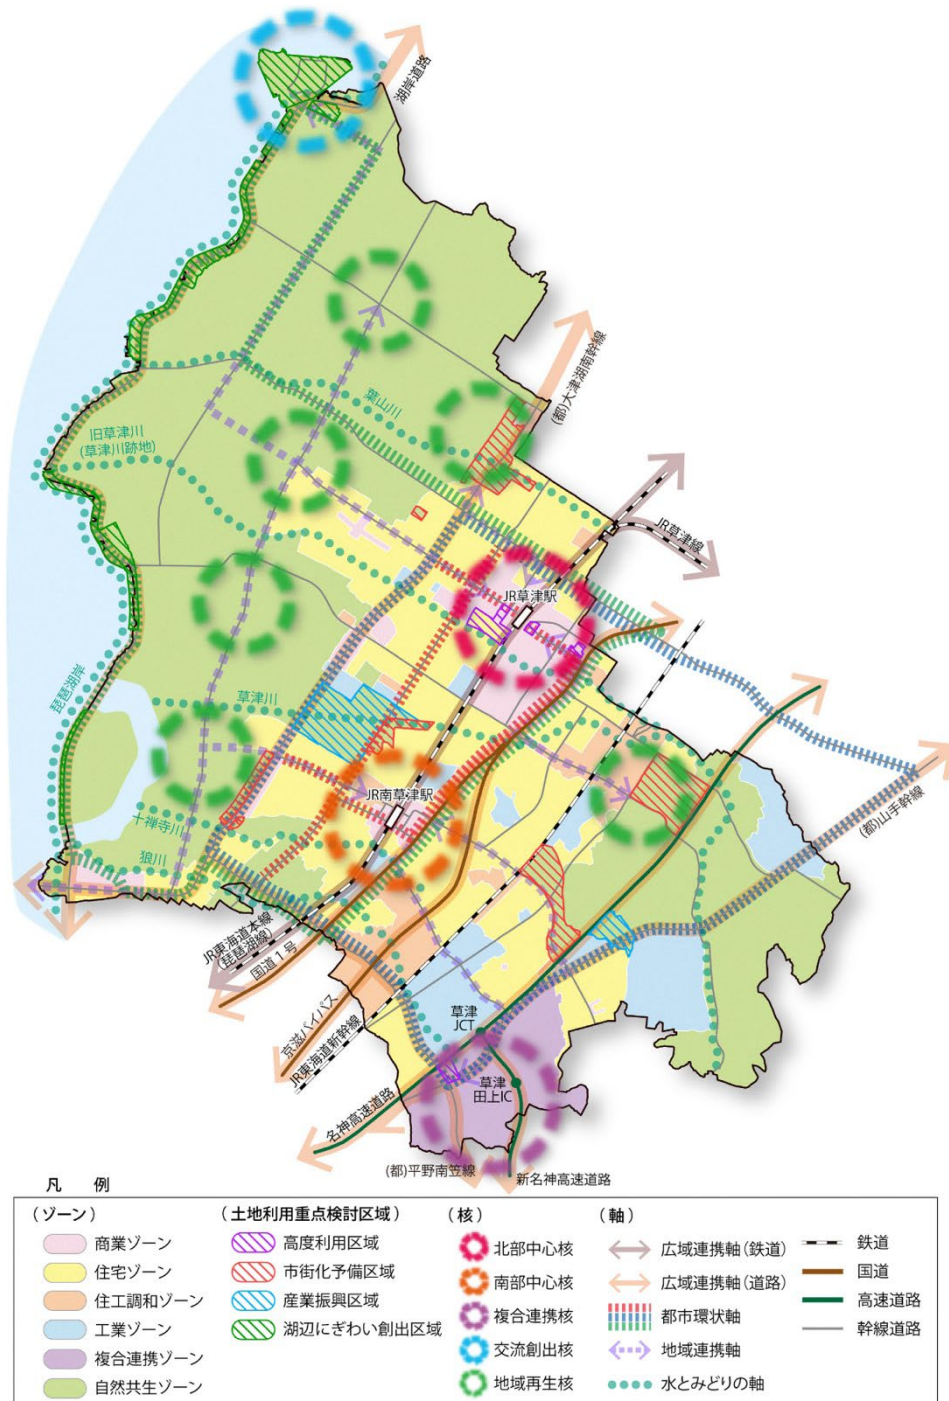 湖岸道路
(都)大津湖南幹線
葉山川
旧草津川
(草津川跡地)
JR草津線
JR草津駅
琵琶湖岸
草津川
JR南草津駅
十禅寺川
狼川
(都)山手幹線
JR東海道本線
(琵琶湖線)
国道1号
京滋バイパス
JR東海道新幹線
草津
JCT
草津
田上IC
名神高速道路
(都)平野南笠線
新名神高速道路
凡 例
(ゾーン)
商業ゾーン
住宅ゾーン
住工調和ゾーン
工業ゾーン
複合連携ゾーン
自然共生ゾーン
(土地利用重点検討区域)
高度利用区域
市街化予備区域
産業振興区域
湖辺にぎわい創出区域
(核)
北部中心核
南部中心核
複合連携核
交流創出核
地域再生核
(軸)
広域連携軸(鉄道)
広域連携軸(道路)
都市環状軸
地域連携軸
水とみどりの軸
鉄道
国道
高速道路
幹線道路